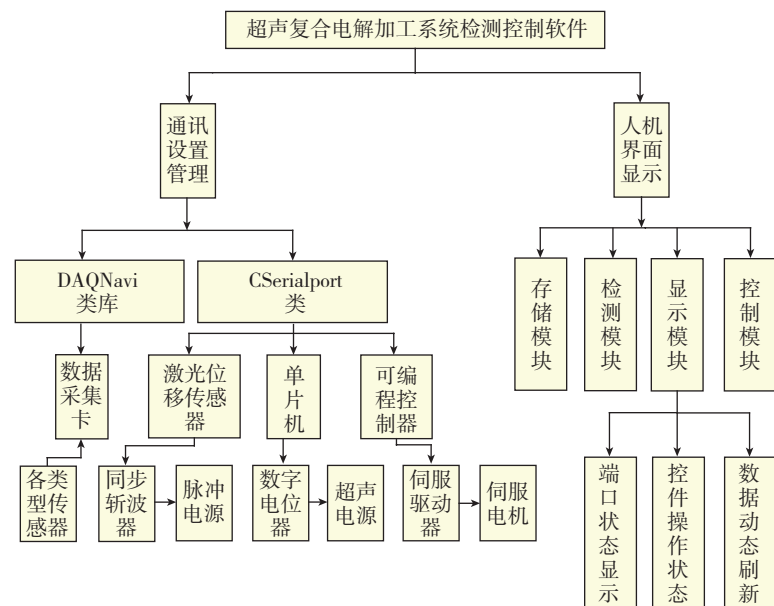 超声复合电解加工系统检测控制软件
通讯
设置
管理
人机
界面
显示
DAQNavi
类库
CSerialport
类
存储模块
检测模块
显示模块
控制模块
数据
采集
卡
激光位
移传感
器
单
片
机
可编
程控
制器
各类
型传
感器
同步
斩波
器
脉冲
电源
数字
电位
器
超声
电源
伺服
驱动
器
伺服
电机
端口状态显示
控件操作状态
数据动态刷新